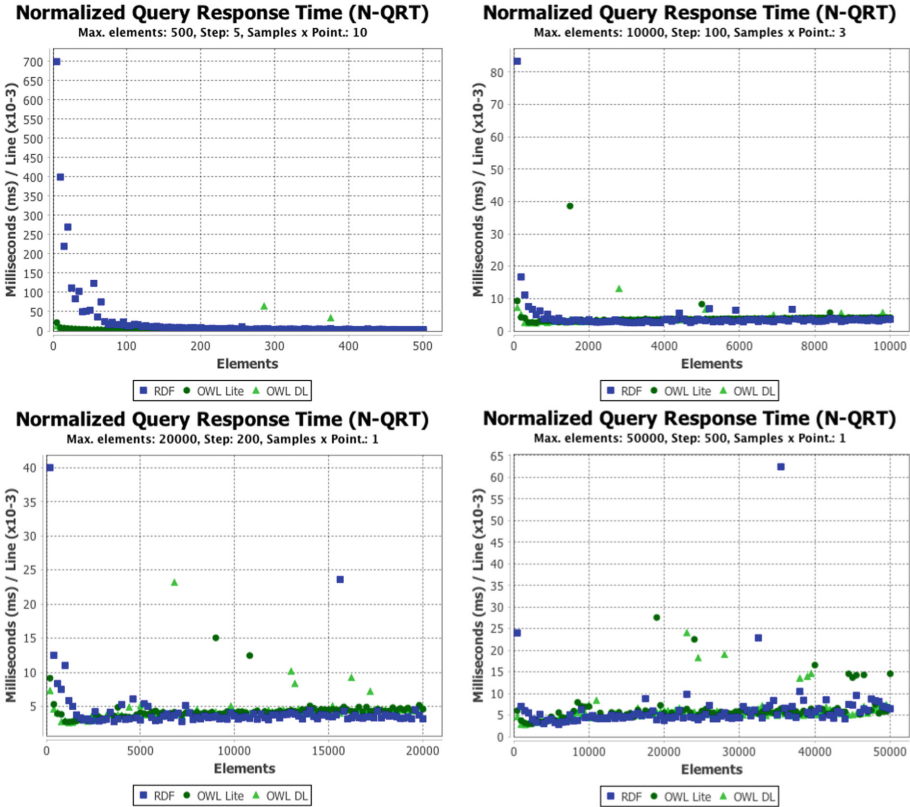 Normalized Query Response Time (N-QRT)
Max. elements: 500, Step: 5, Samples x Point.: 10
Milliseconds (ms) / Line (x10-3)
700
650
600
550
500
450
400
350
300
250
200
150
100
50
0
0 100 200 300 400 500
Elements
RDF OWL Lite OWL DL
Normalized Query Response Time (N-QRT)
Max. elements: 10000, Step: 100, Samples x Point.: 3
Milliseconds (ms) / Line (x10-3)
80
70
60
50
40
30
20
10
0
0 2000 4000 6000 8000 10000
Elements
RDF OWL Lite OWL DL
Normalized Query Response Time (N-QRT)
Max. elements: 20000, Step: 200, Samples x Point.: 1
Milliseconds (ms) / Line (x10-3)
40
35
30
25
20
15
10
5
0 5000 10000 15000 20000
Elements
RDF OWL Lite OWL DL
Normalized Query Response Time (N-QRT)
Max. elements: 50000, Step: 500, Samples x Point.: 1
Milliseconds (ms) / Line (x10-3)
65
60
55
50
45
40
35
30
25
20
15
10
5
0
0 10000 20000 30000 40000 50000
Elements
RDF OWL Lite OWL DL